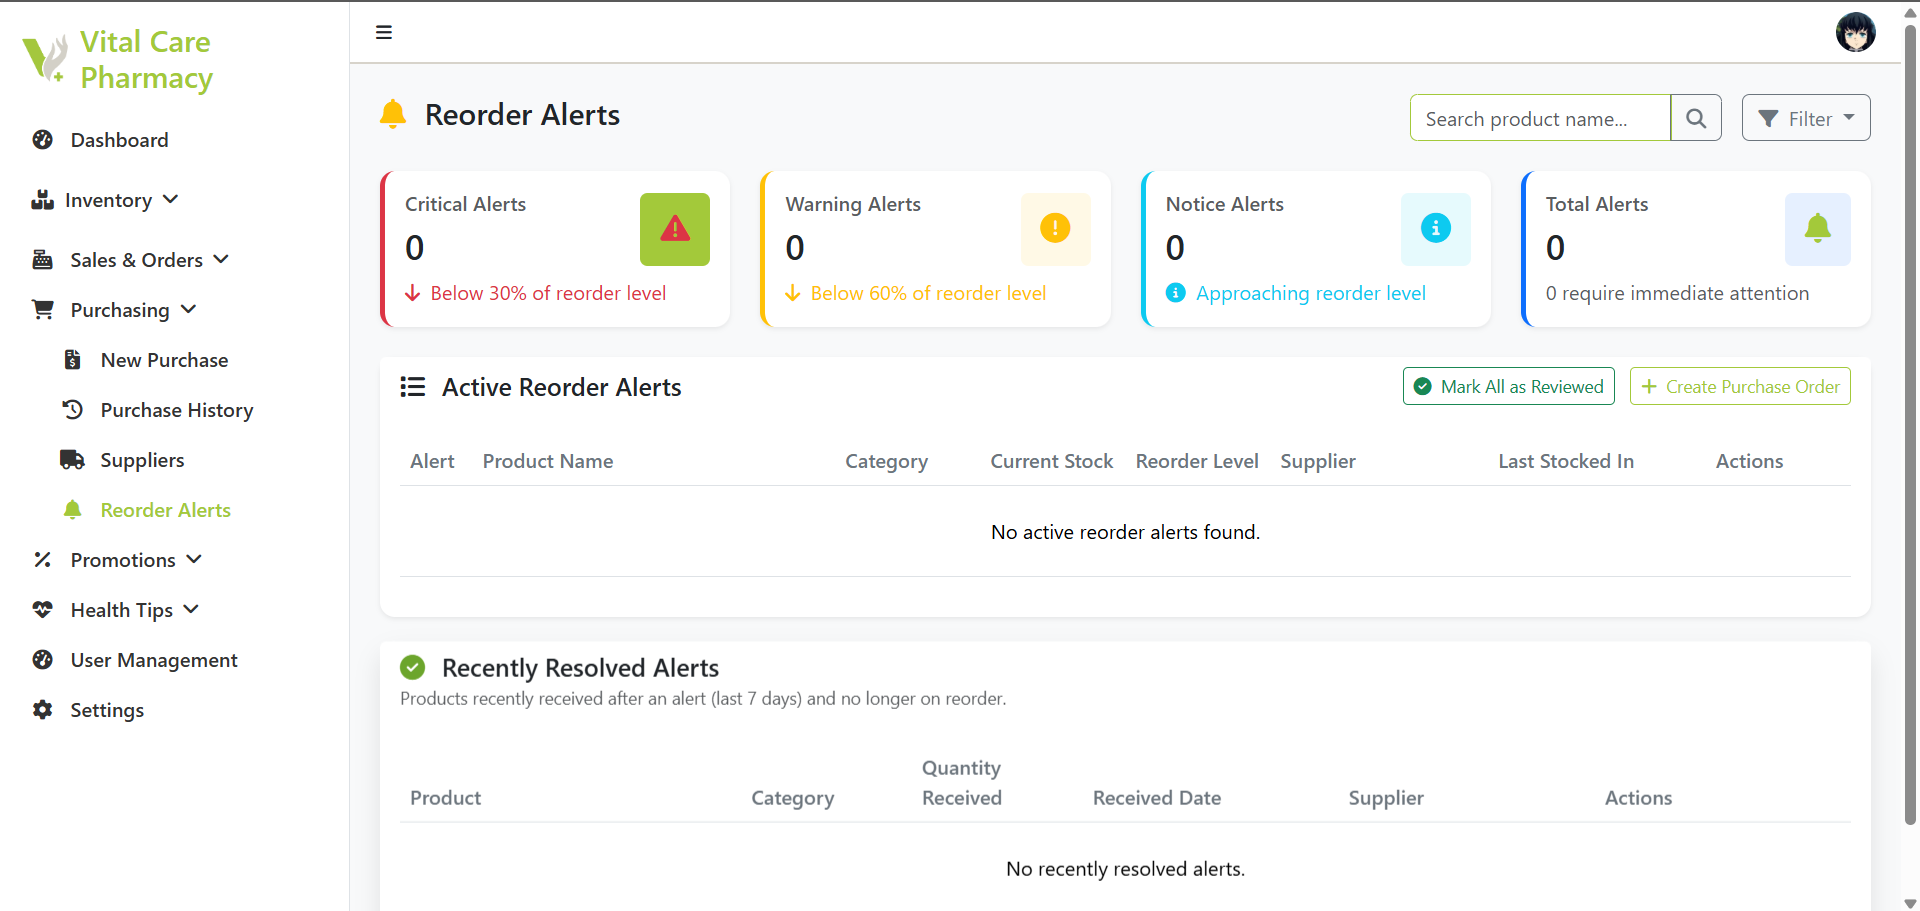 Vital Care
Pharmacy
Dashboard
Inventory
Sales & Orders
Purchasing
New Purchase
Purchase History
Suppliers
Reorder Alerts
Promotions
Health Tips
User Management
Settings
Reorder Alerts
Search product name...
Filter
Critical Alerts
0
Below 30% of reorder level
Warning Alerts
0
Below 60% of reorder level
Notice Alerts
0
Approaching reorder level
Total Alerts
0
0 require immediate attention
Active Reorder Alerts
Mark All as Reviewed
Create Purchase Order
Alert Product Name Category Current Stock Reorder Level Supplier Last Stocked In Actions
No active reorder alerts found.
Recently Resolved Alerts
Products recently received after an alert (last 7 days) and no longer on reorder.
Product Category Quantity Received Received Date Supplier Actions
No recently resolved alerts.